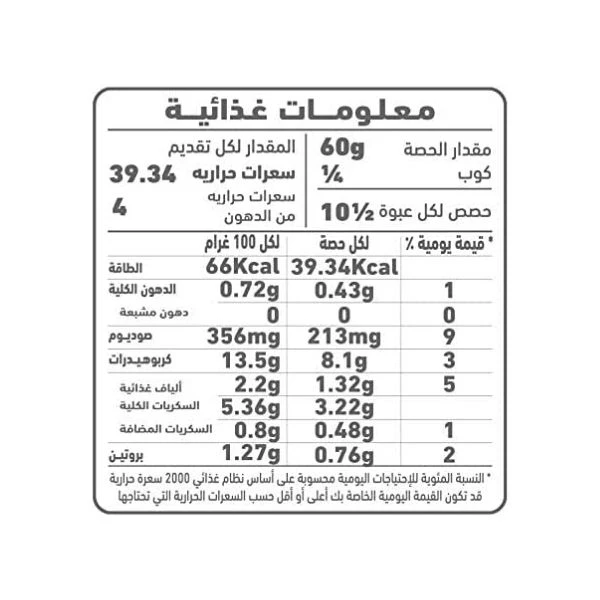 معلومات غذائية
مقدار الحصة 60g
كوب ¼
حصص لكل عبوة 10½
المقدار لكل تقديم
سعرات حراريه 39.34
سعرات حراريه من الدهون 4
* قيمة يومية ٪ لكل حصة لكل 100 غرام
39.34Kcal 66Kcal الطاقة
1 0.43g 0.72g الدهون الكلية
0 0 0 دهون مشبعة
9 213mg 356mg صوديوم
3 8.1g 13.5g كربوهيدرات
5 1.32g 2.2g ألياف غذائية
3.22g 5.36g السكريات الكلية
1 0.48g 0.8g السكريات المضافة
2 0.76g 1.27g بروتين
* النسبة المئوية للإحتياجات اليومية محسوبة على أساس نظام غذائي 2000 سعرة حرارية
قد تكون القيمة اليومية الخاصة بك أعلى أو أقل حسب السعرات الحرارية التي تحتاجها